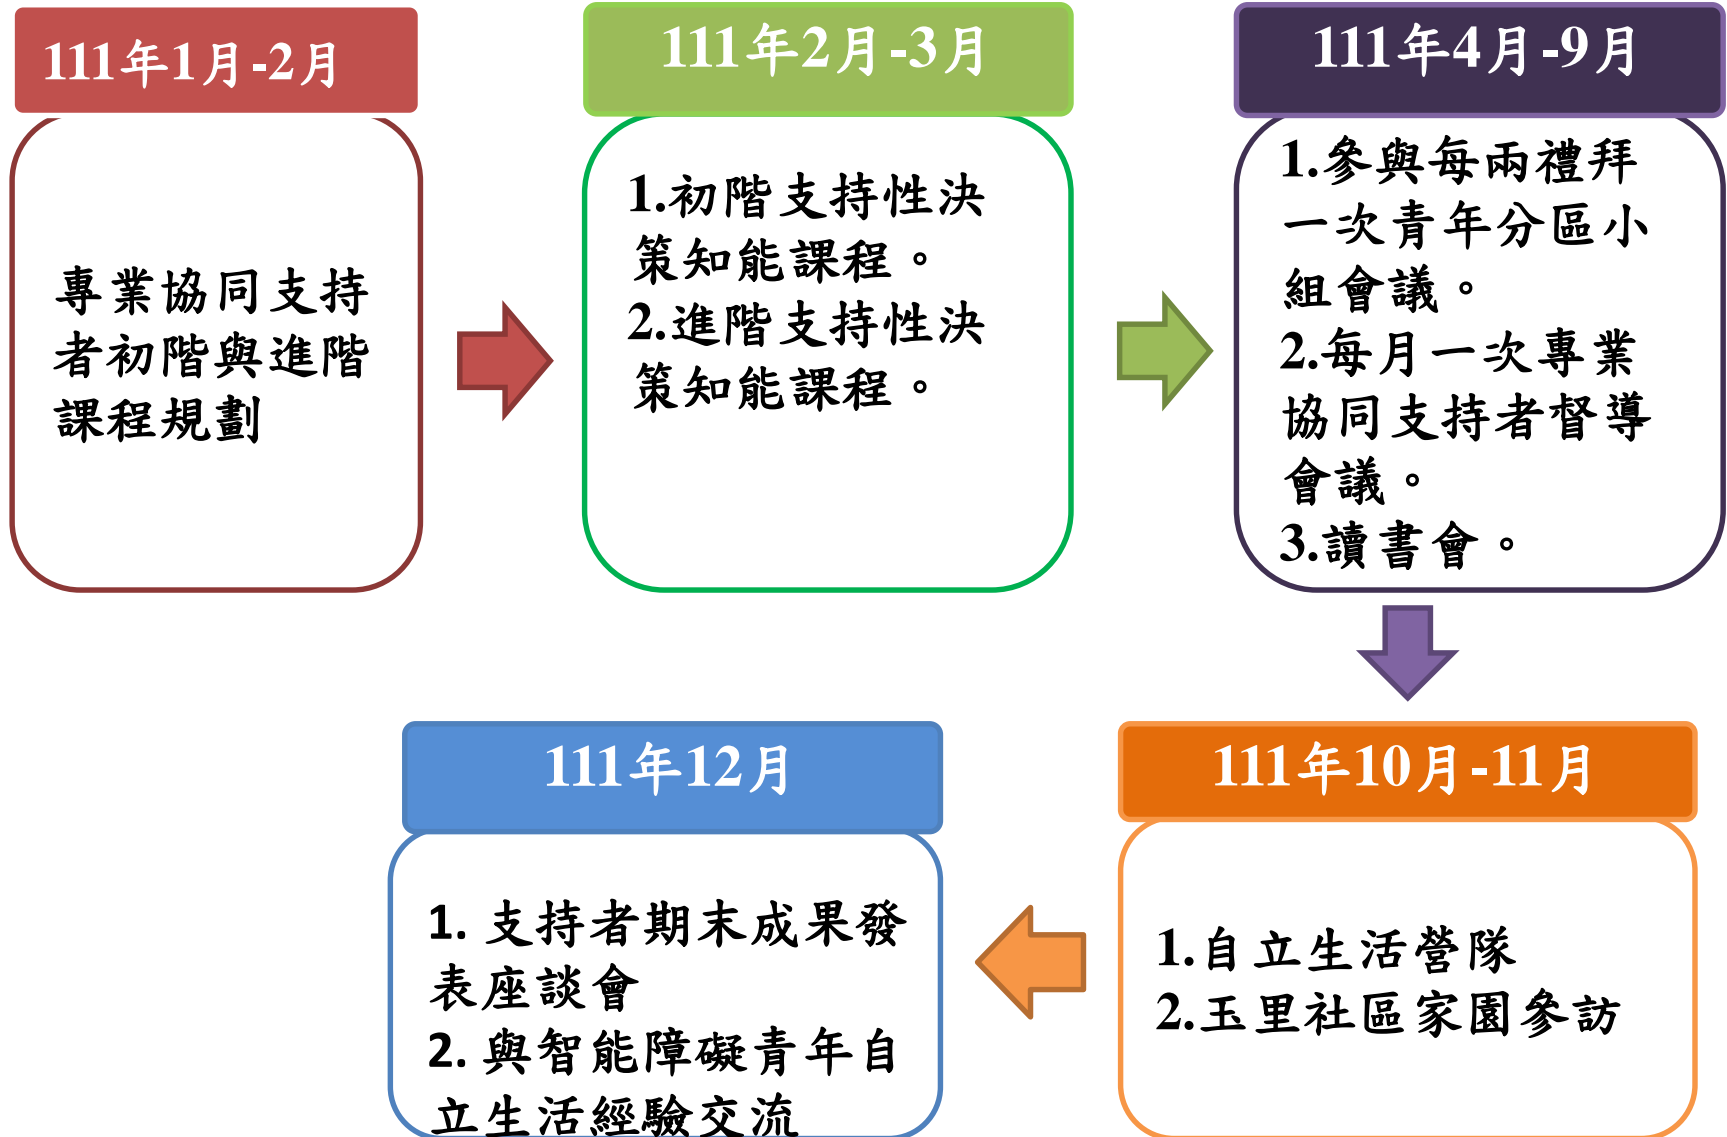 111年1月-2月
專業協同支持
者初階與進階
課程規劃
111年2月-3月
1.初階支持性決
策知能課程。
2.進階支持性決
策知能課程。
111年4月-9月
1.參與每兩禮拜
一次青年分區小
組會議。
2.每月一次專業
協同支持者督導
會議。
3.讀書會。
111年10月-11月
1.自立生活營隊
2.玉里社區家園參訪
111年12月
1. 支持者期末成果發
表座談會
2. 與智能障礙青年自
立生活經驗交流